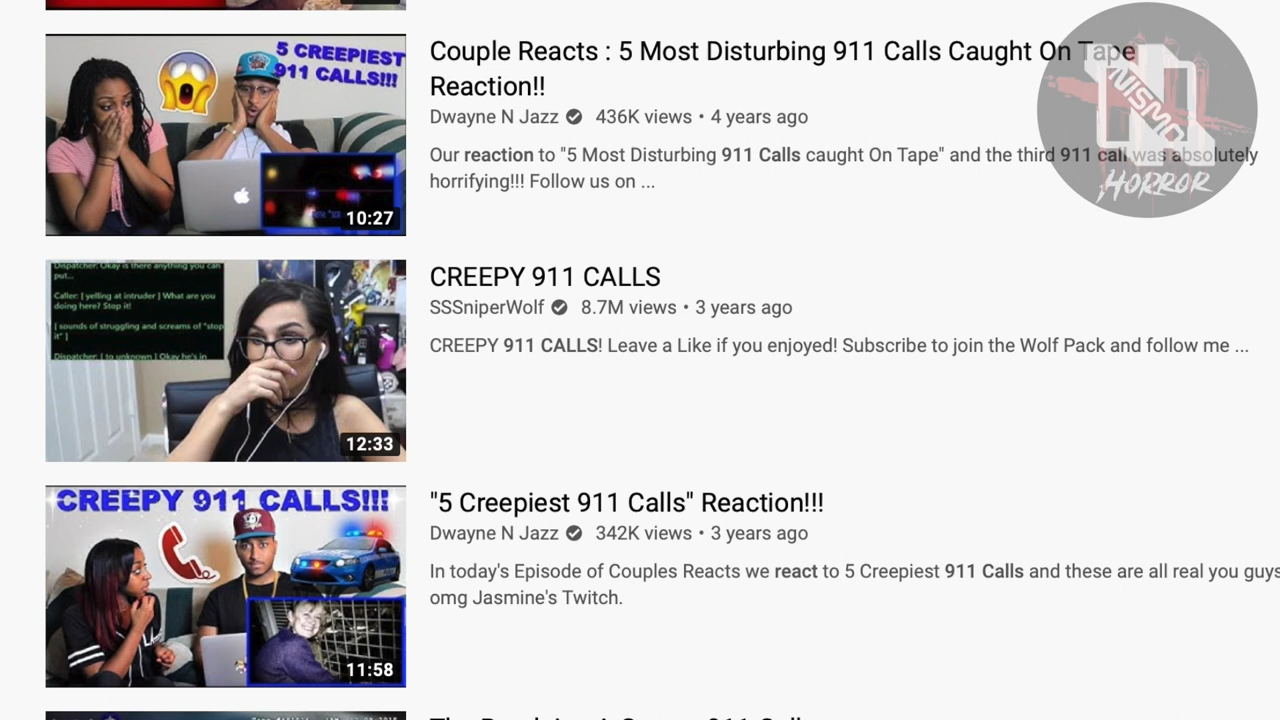 5 CREEPIEST
911 CALLS!!!
10:27
Couple Reacts : 5 Most Disturbing 911 Calls Caught On Tape
Reaction!!
Dwayne N Jazz 436K views • 4 years ago
Our reaction to "5 Most Disturbing 911 Calls caught On Tape" and the third 911 call was absolutely
horrifying!!! Follow us on ...
NISMO
HORROR
Dispatcher: Okay is there anything you can
put...
Caller: [ yelling at intruder ] What are you
doing here? Stop it!
[ sounds of struggling and screams of "stop
it" ]
Dispatcher: [ to unknown ] Okay he's in
12:33
CREEPY 911 CALLS
SSSniperWolf 8.7M views • 3 years ago
CREEPY 911 CALLS! Leave a Like if you enjoyed! Subscribe to join the Wolf Pack and follow me ...
CREEPY 911 CALLS!!!
11:58
"5 Creepiest 911 Calls" Reaction!!!
Dwayne N Jazz 342K views • 3 years ago
In today's Episode of Couples Reacts we react to 5 Creepiest 911 Calls and these are all real you guys
omg Jasmine's Twitch.